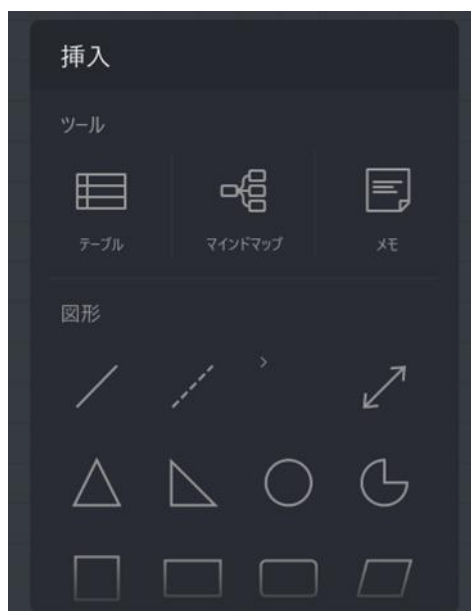 挿入
ツール
テーブル
マインドマップ
メモ
図形